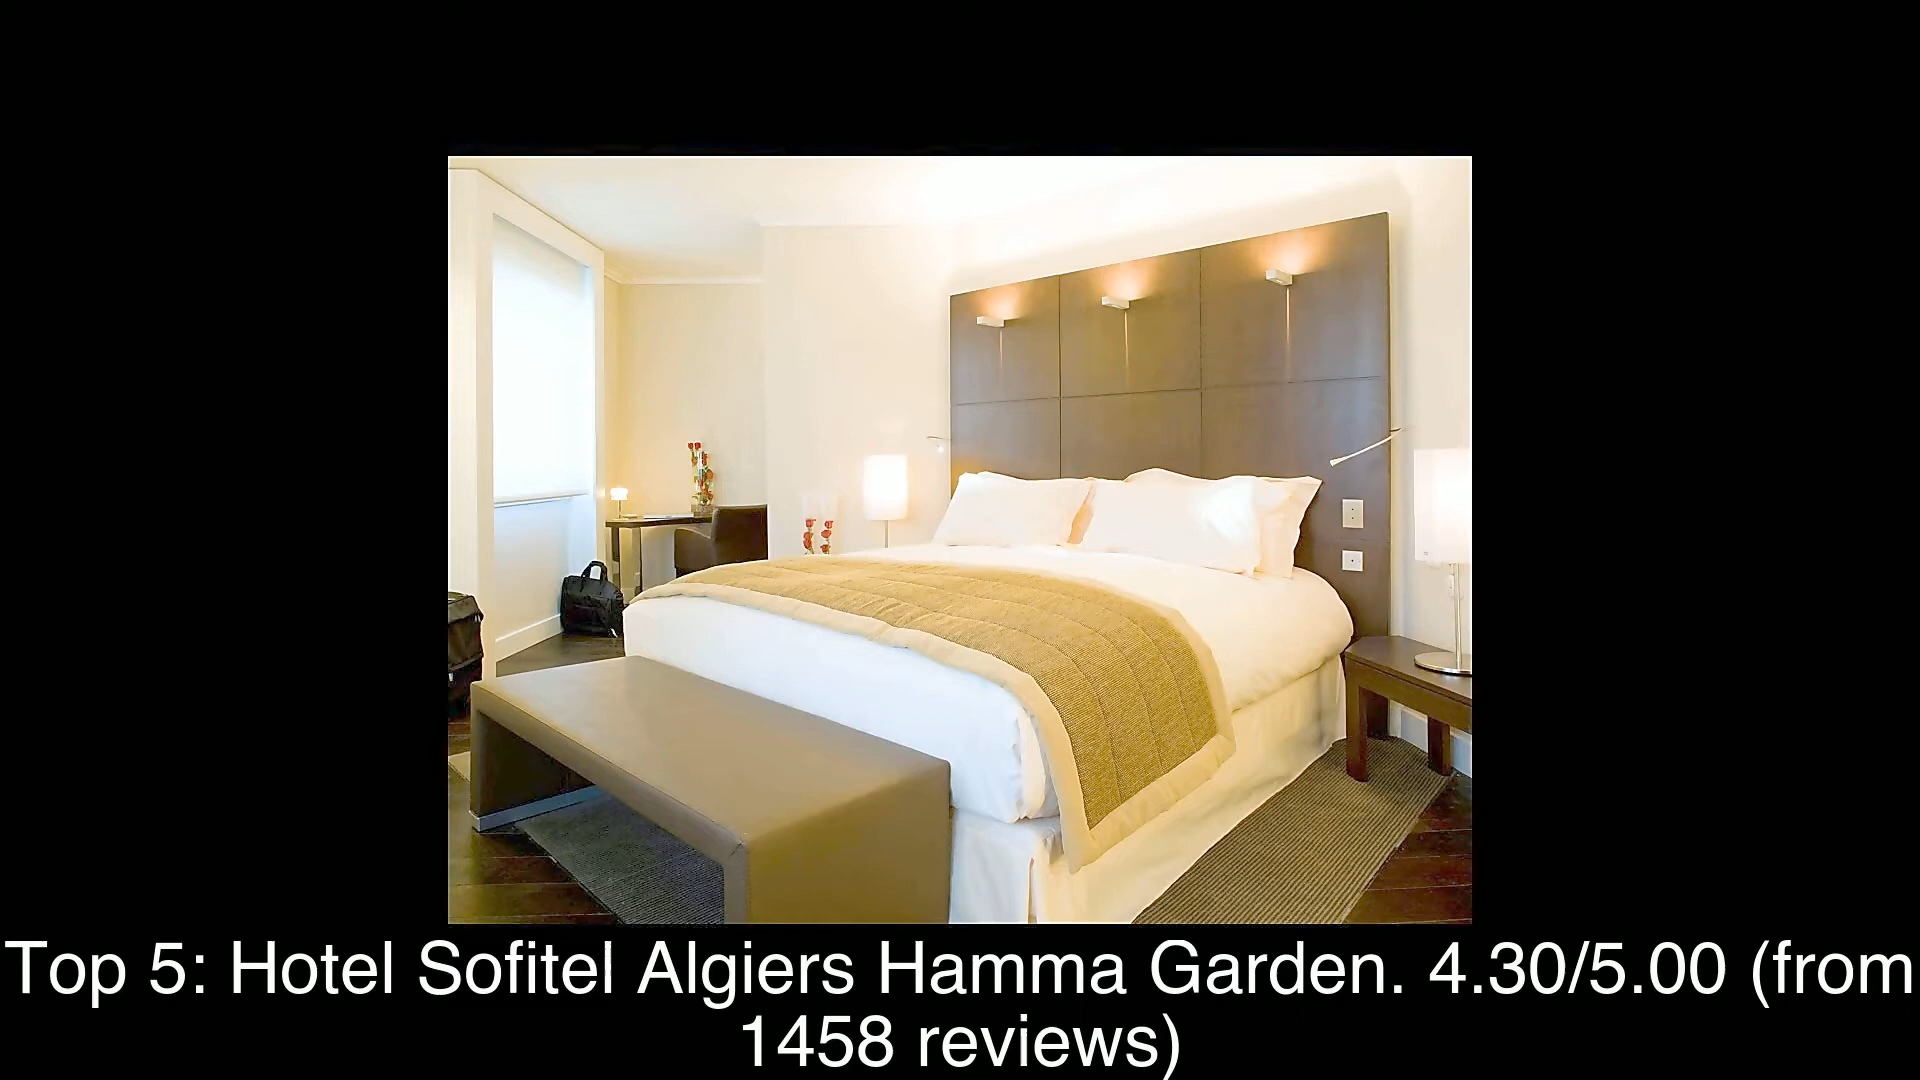 Top 5: Hotel Sofitel Algiers Hamma Garden. 4.30/5.00 (from
1458 reviews)